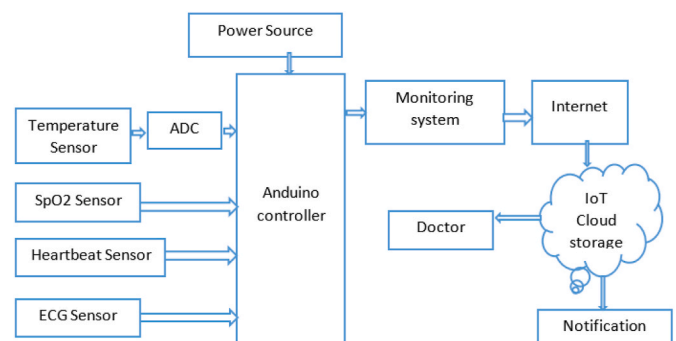 Power Source
Temperature
Sensor
ADC
SpO2 Sensor
Heartbeat Sensor
ECG Sensor
Anduino
controller
Monitoring
system
Internet
IoT
Cloud
storage
Doctor
Notification